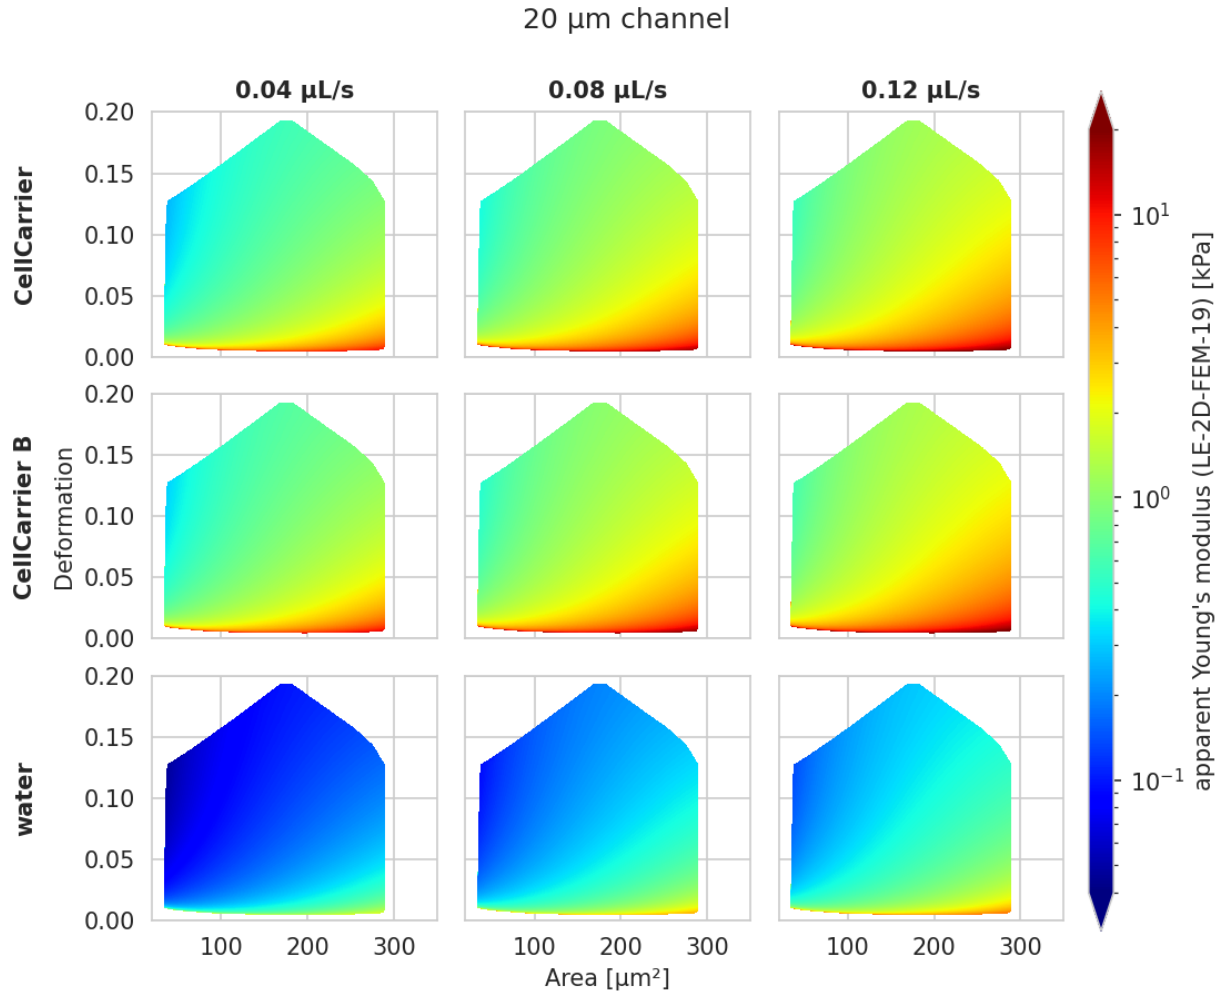 20 µm channel
0.04 µL/s
0.08 µL/s
0.12 µL/s
CellCarrier
0.20
0.15
0.10
0.05
0.00
CellCarrier B
Deformation
0.20
0.15
0.10
0.05
0.00
water
0.20
0.15
0.10
0.05
0.00
100
200
300
100
200
300
100
200
300
Area [µm²]
10¹
10⁰
10⁻¹
apparent Young's modulus (LE-2D-FEM-19) [kPa]